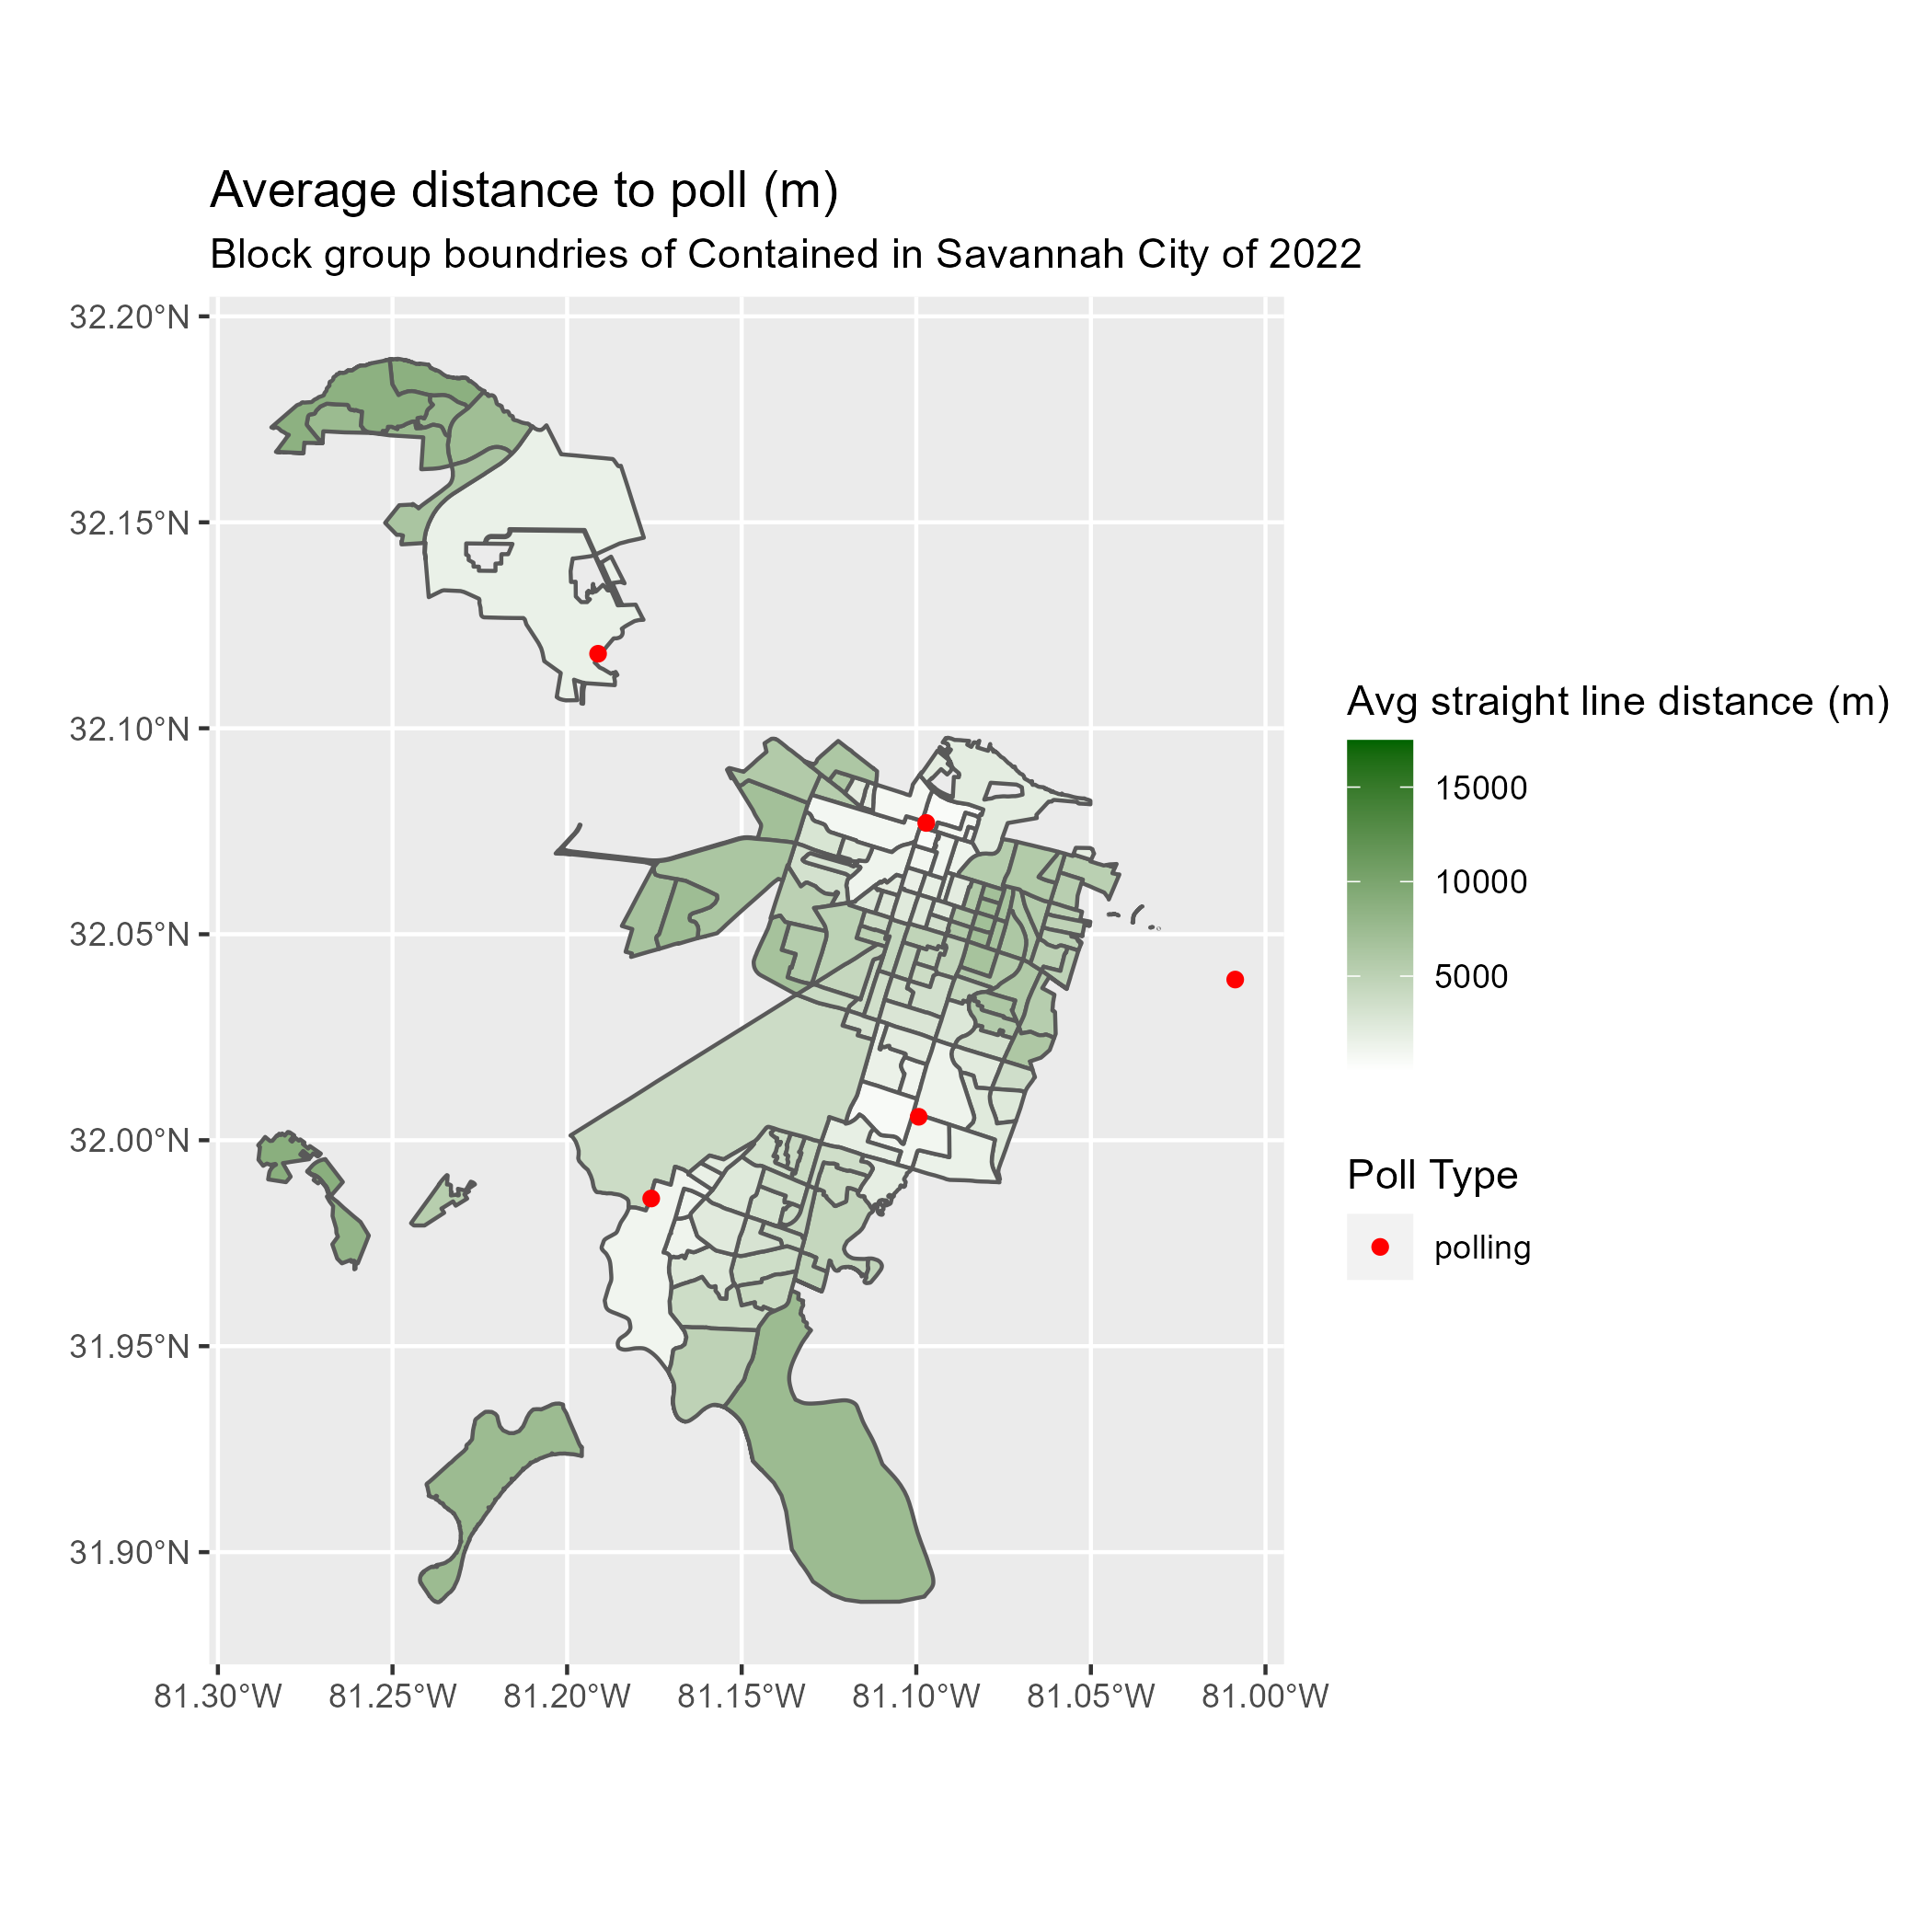 Average distance to poll (m)
Block group boundries of Contained in Savannah City of 2022
32.20°N
32.15°N
32.10°N
32.05°N
32.00°N
31.95°N
31.90°N
81.30°W 81.25°W 81.20°W 81.15°W 81.10°W 81.05°W 81.00°W
Avg straight line distance (m)
15000
10000
5000
Poll Type
polling